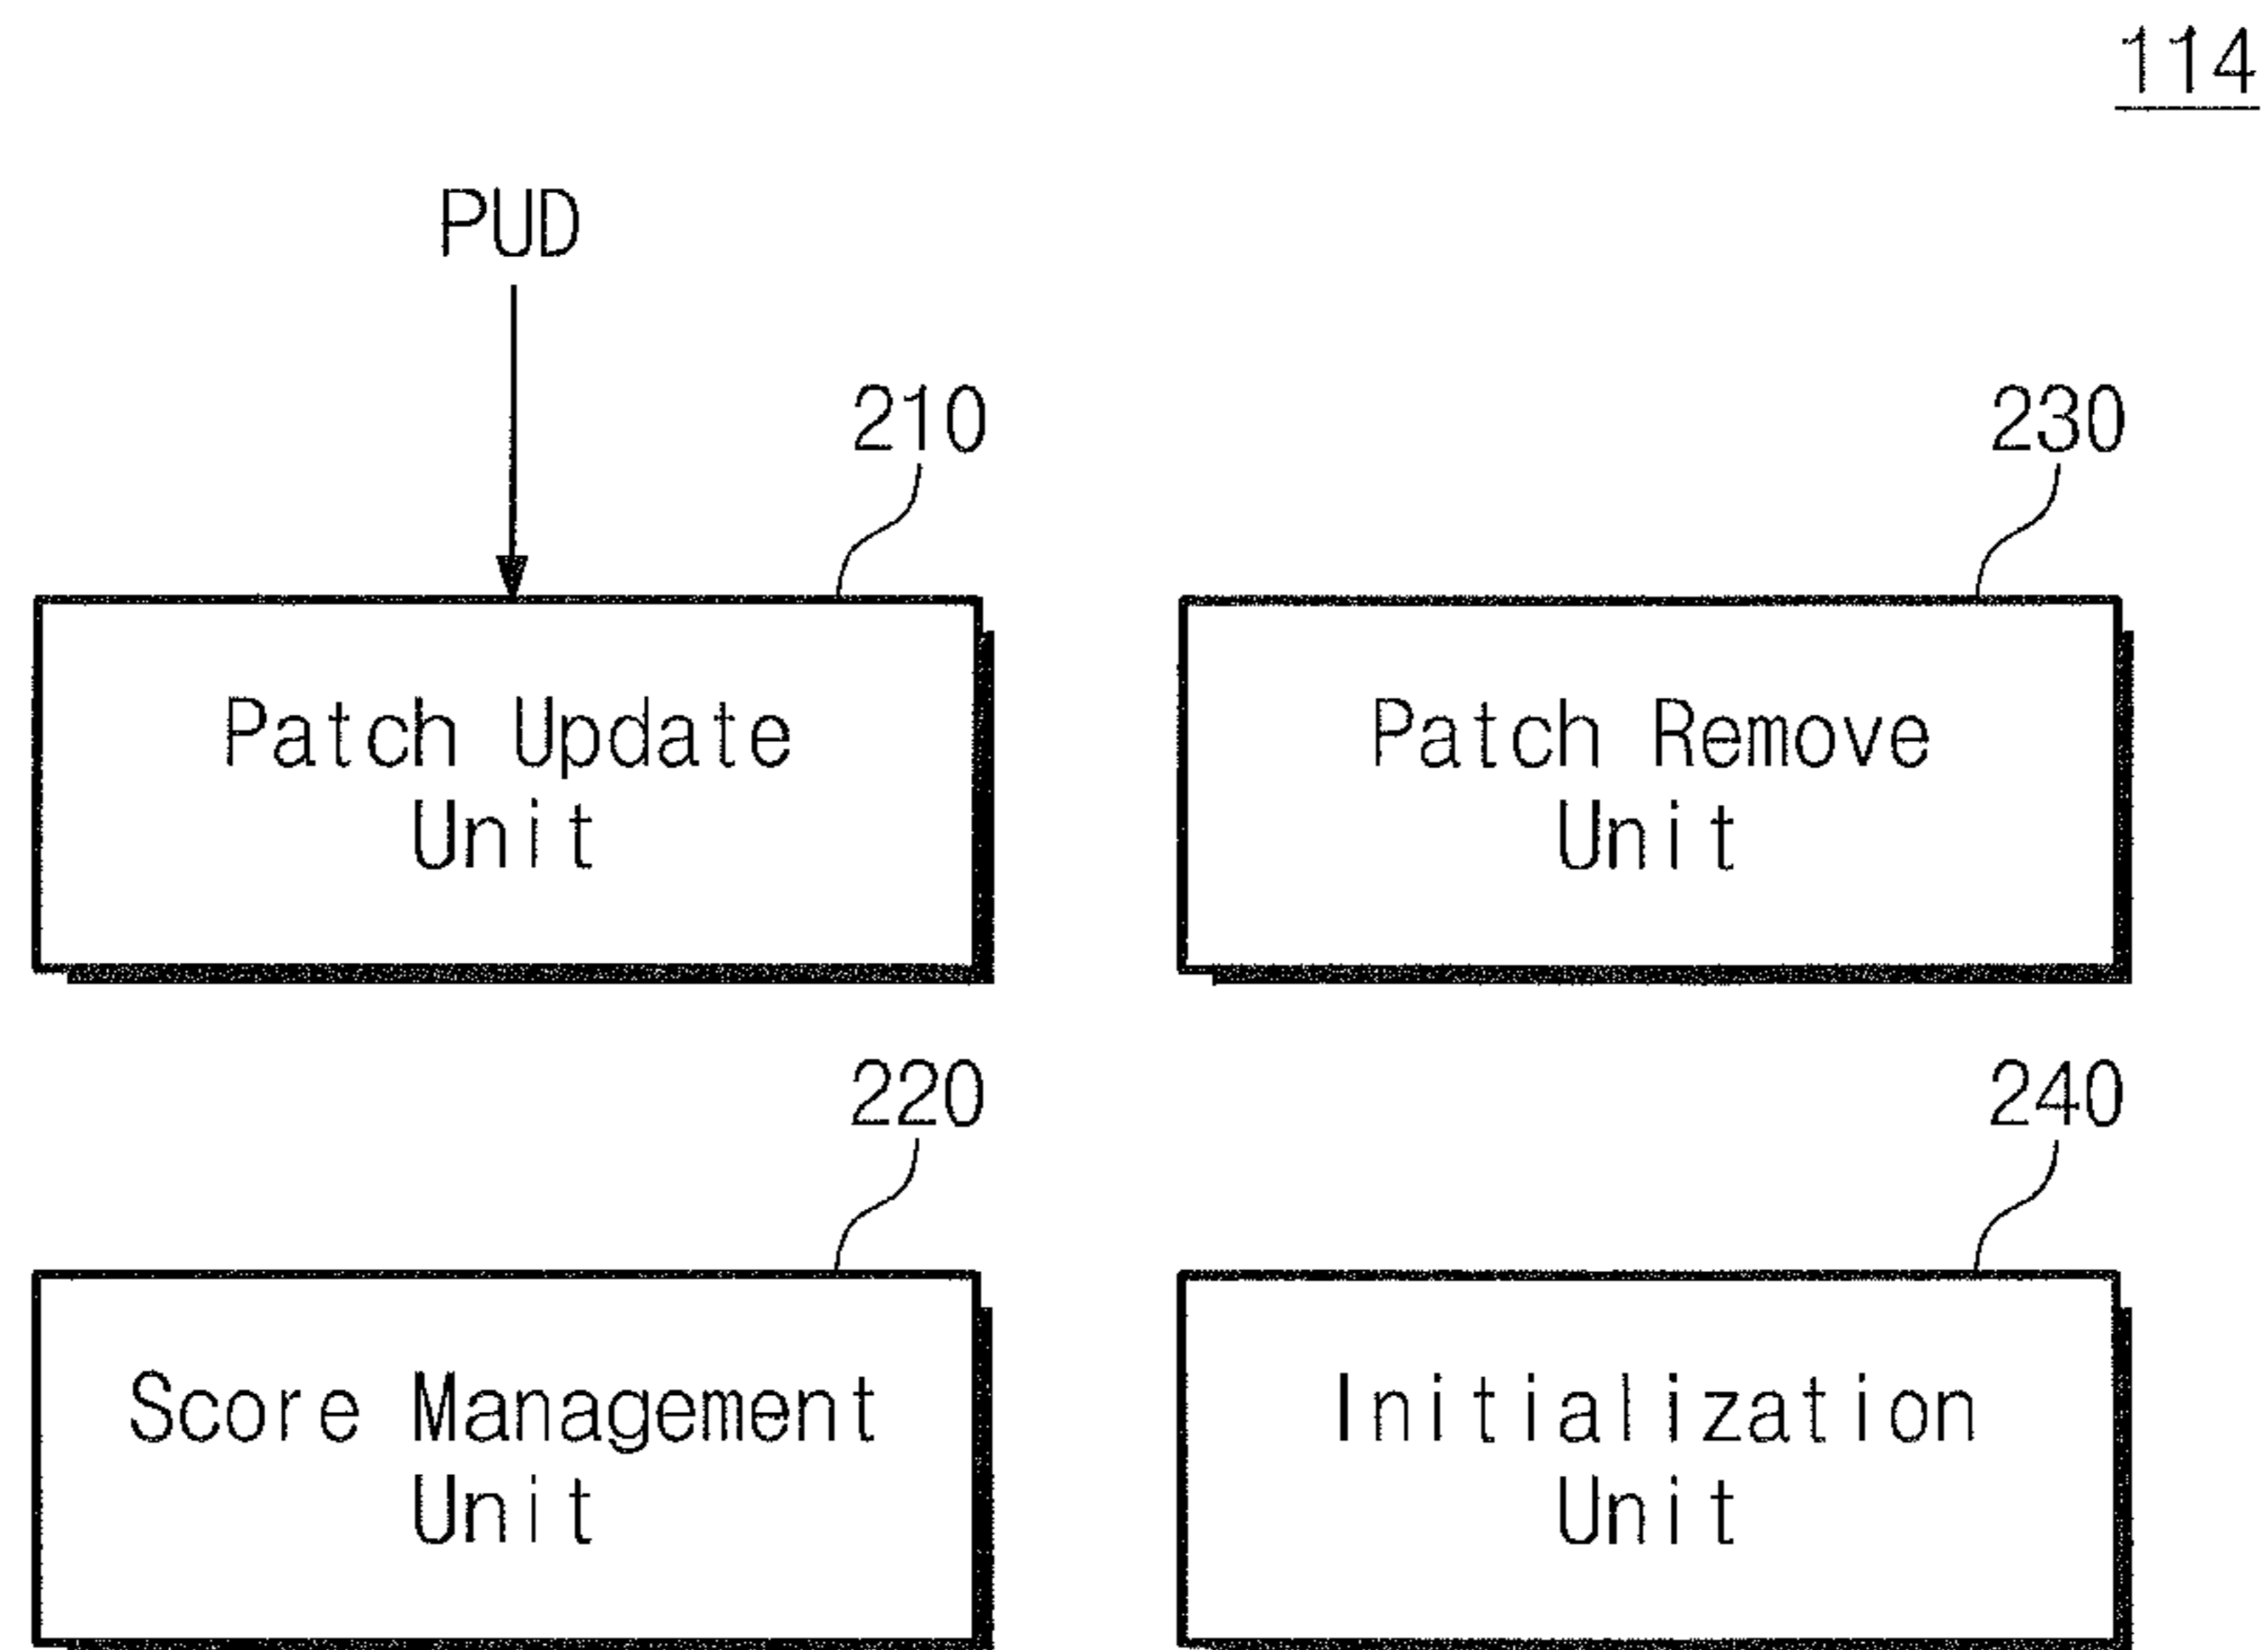 114
PUD
210
230
Patch Update
Unit
Patch Remove
Unit
220
240
Score Management
Unit
Initialization
Unit